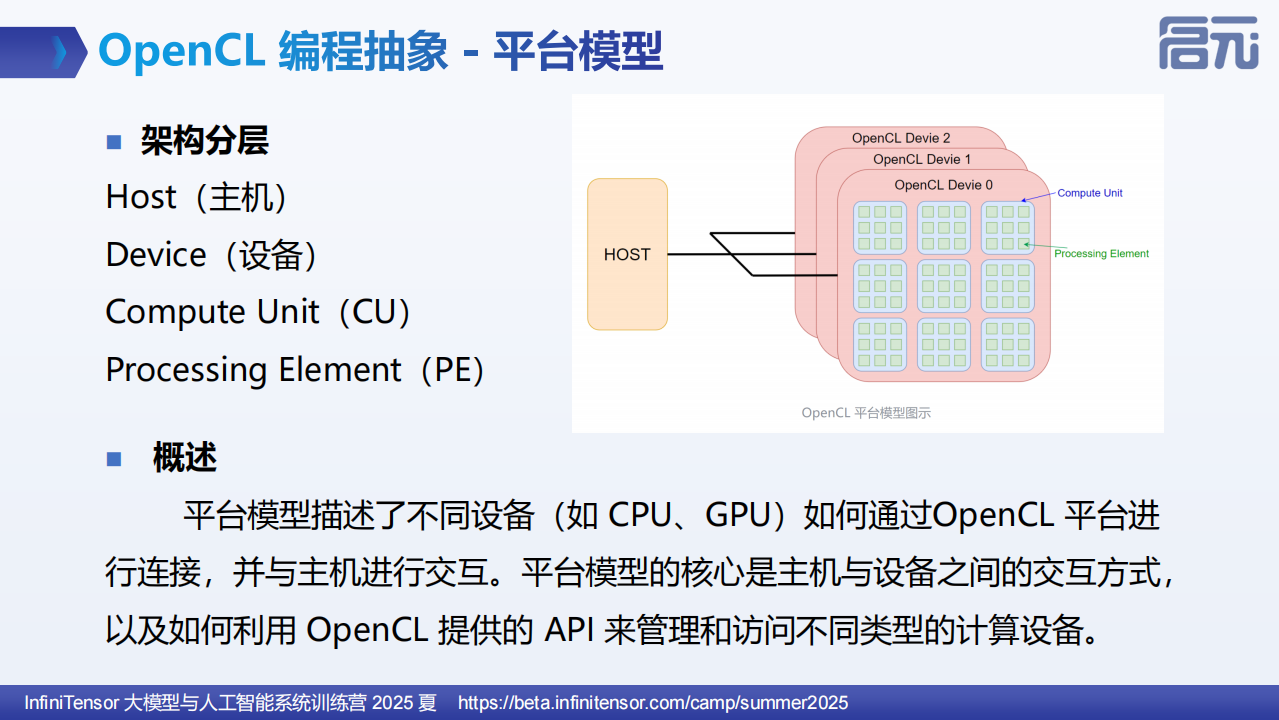 OpenCL 编程抽象 - 平台模型
启元
架构分层
Host（主机）
Device（设备）
Compute Unit（CU）
Processing Element（PE）
OpenCL Devie 2
OpenCL Devie 1
OpenCL Devie 0
Compute Unit
HOST
Processing Element
OpenCL 平台模型图示
概述
平台模型描述了不同设备（如 CPU、GPU）如何通过OpenCL 平台进
行连接，并与主机进行交互。平台模型的核心是主机与设备之间的交互方式，
以及如何利用 OpenCL 提供的 API 来管理和访问不同类型的计算设备。
InfiniTensor 大模型与人工智能系统训练营 2025 夏 https://beta.infinitensor.com/camp/summer2025